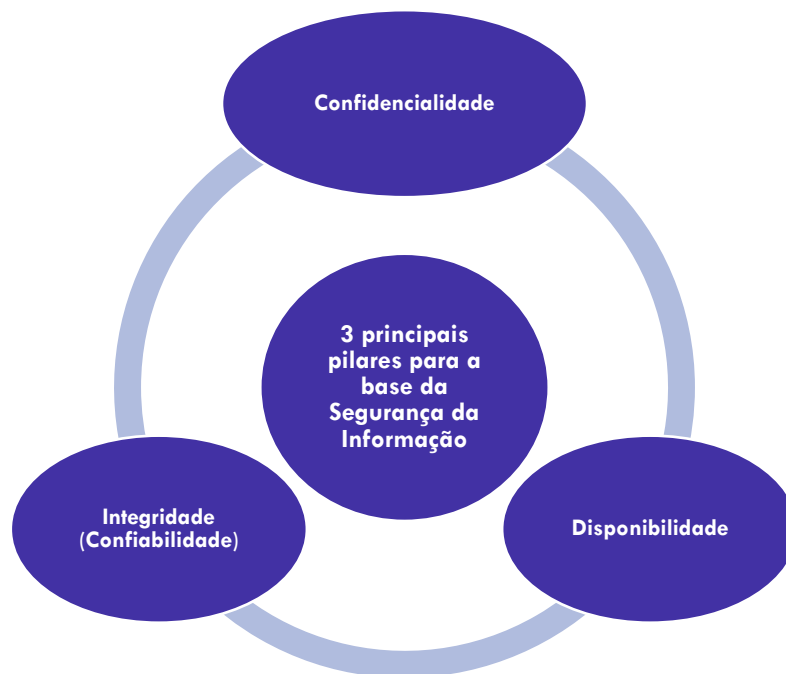 Confidencialidade
3 principais
pilares para a
base da
Segurança da
Informação
Integridade
(Confiabilidade)
Disponibilidade